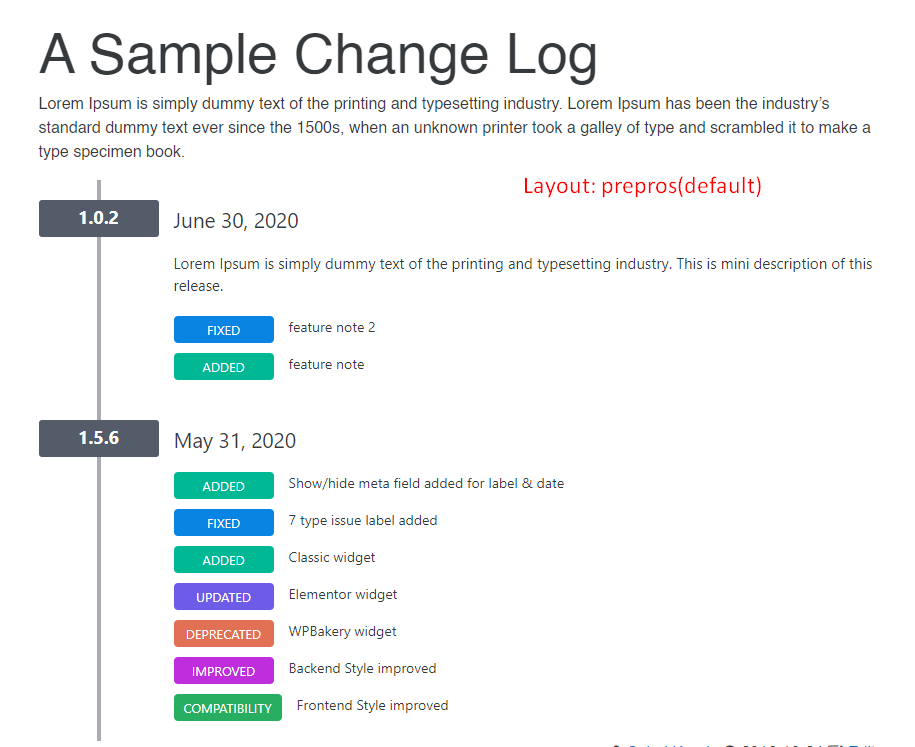 A Sample Change Log
Lorem Ipsum is simply dummy text of the printing and typesetting industry. Lorem Ipsum has been the industry's
standard dummy text ever since the 1500s, when an unknown printer took a galley of type and scrambled it to make a
type specimen book.
Layout: prepros(default)
1.0.2
June 30, 2020
Lorem Ipsum is simply dummy text of the printing and typesetting industry. This is mini description of this
release.
FIXED feature note 2
ADDED feature note
1.5.6
May 31, 2020
ADDED Show/hide meta field added for label & date
FIXED 7 type issue label added
ADDED Classic widget
UPDATED Elementor widget
DEPRECATED WPBakery widget
IMPROVED Backend Style improved
COMPATIBILITY Frontend Style improved